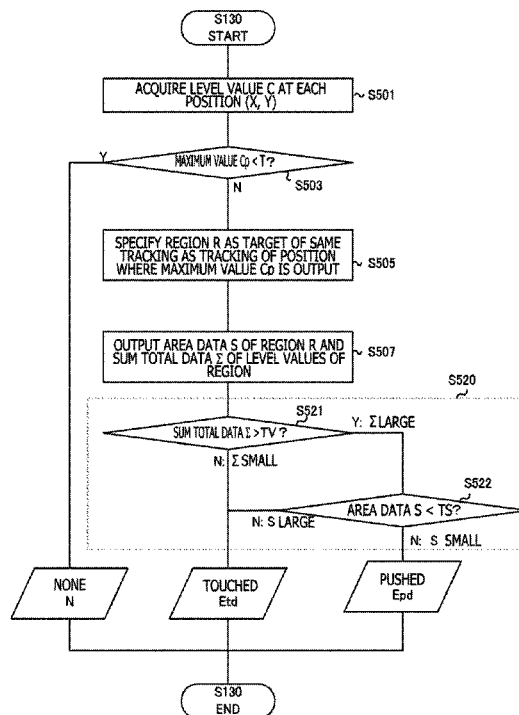 S130
START
ACQUIRE LEVEL VALUE C AT EACH
POSITION (X, Y)
S501
Y
MAXIMUM VALUE Cp < T ?
S503
N
SPECIFY REGION R AS TARGET OF SAME
TRACKING AS TRACKING OF POSITION
WHERE MAXIMUM VALUE Cp IS OUTPUT
S505
OUTPUT AREA DATA S OF REGION R AND
SUM TOTAL DATA Σ OF LEVEL VALUES OF
REGION
S507
S520
S521
SUM TOTAL DATA Σ > TV ?
Y: Σ LARGE
N: Σ SMALL
S522
AREA DATA S < TS?
N: S LARGE
N: S SMALL
NONE
N
TOUCHED
Etd
PUSHED
Epd
S130
END